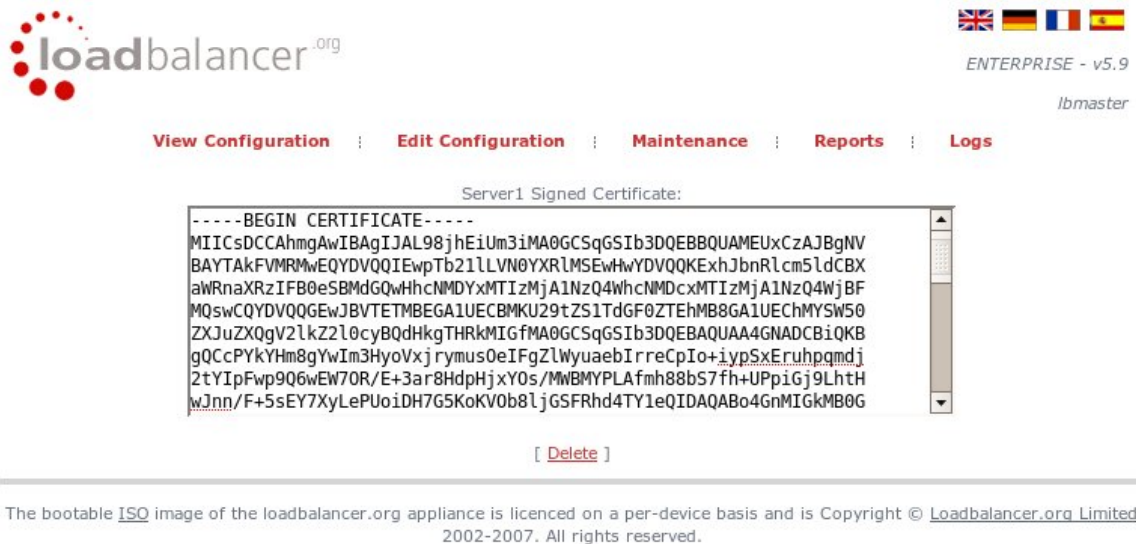 loadbalancer.org
ENTERPRISE - v5.9
lbmaster
View Configuration Edit Configuration Maintenance Reports Logs
Server1 Signed Certificate:
-----BEGIN CERTIFICATE-----
MIICsDCCAhmgAwIBAgIJAL98jhEiUm3iMA0GCSqGSIb3DQEBBQUAMEUxCzAJBgNV
BAYTAkFVMRMwEQYDVQQIEwpTb21lLVN0YXRlMSEwHwYDVQQKExhJbnRlcm5ldCBX
aWRnaXRzIFB0eSBMdGQwHhcNMDYxMTIzMjA1NzQ4WhcNMDcxMTIzMjA1NzQ4WjBF
MQswCQYDVQQGEwJBVTETMBEGA1UECBMKU29tZS1TdGF0ZTEhMB8GA1UEChMYSW50
ZXJuZXQgV2lkZ2l0cyBQdHkgTHRkMIGfMA0GCSqGSIb3DQEBAQUAA4GNADCBiQKB
gQCcPYkYHm8gYwIm3HyoVxjrymusOeIFgZlWyuaebIrreCpIo+iypSxEruhpqmdj
2tYIpFwp9Q6wEW7OR/E+3ar8HdpHjxYOs/MWBMYPLAfmh88bS7fh+UPpiGj9LhtH
wJnn/F+5sEY7XyLePUoiDH7G5KoKVOb8ljGSFRhd4TY1eQIDAQABo4GnMIGkMB0G
[ Delete ]
The bootable ISO image of the loadbalancer.org appliance is licenced on a per-device basis and is Copyright © Loadbalancer.org Limited
2002-2007. All rights reserved.